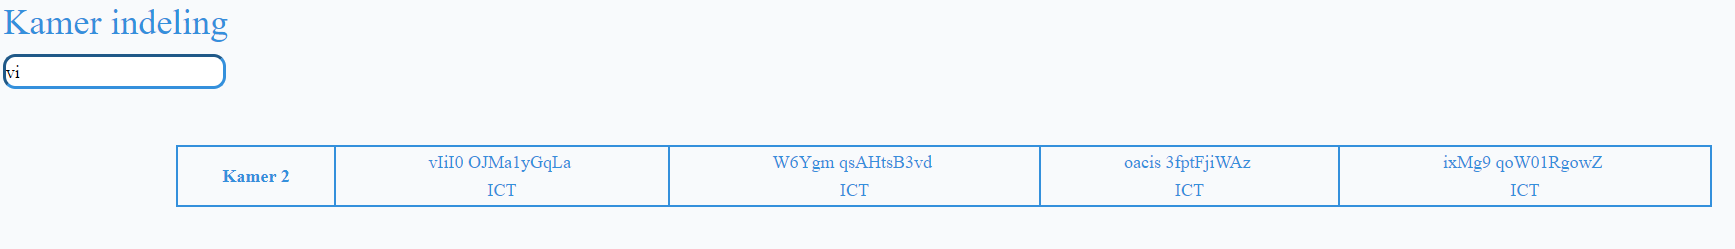 Kamer indeling
vi
Kamer 2
vIiI0 OJMa1yGqLa
ICT
W6Ygm qsAHtsB3vd
ICT
oacis 3fptFjiWAz
ICT
ixMg9 qoW01RgowZ
ICT